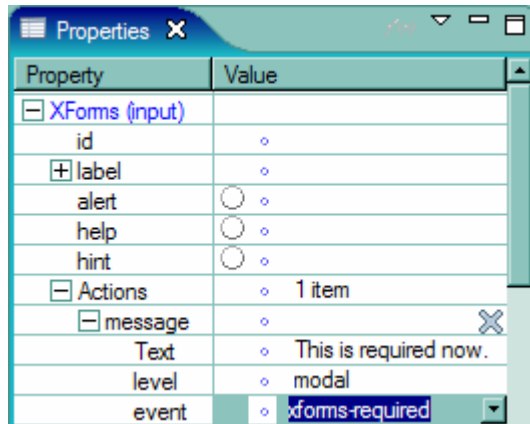 Properties
Property Value
XForms (input)
id
label
alert
help
hint
Actions 1 item
message
Text This is required now.
level modal
event xforms-required